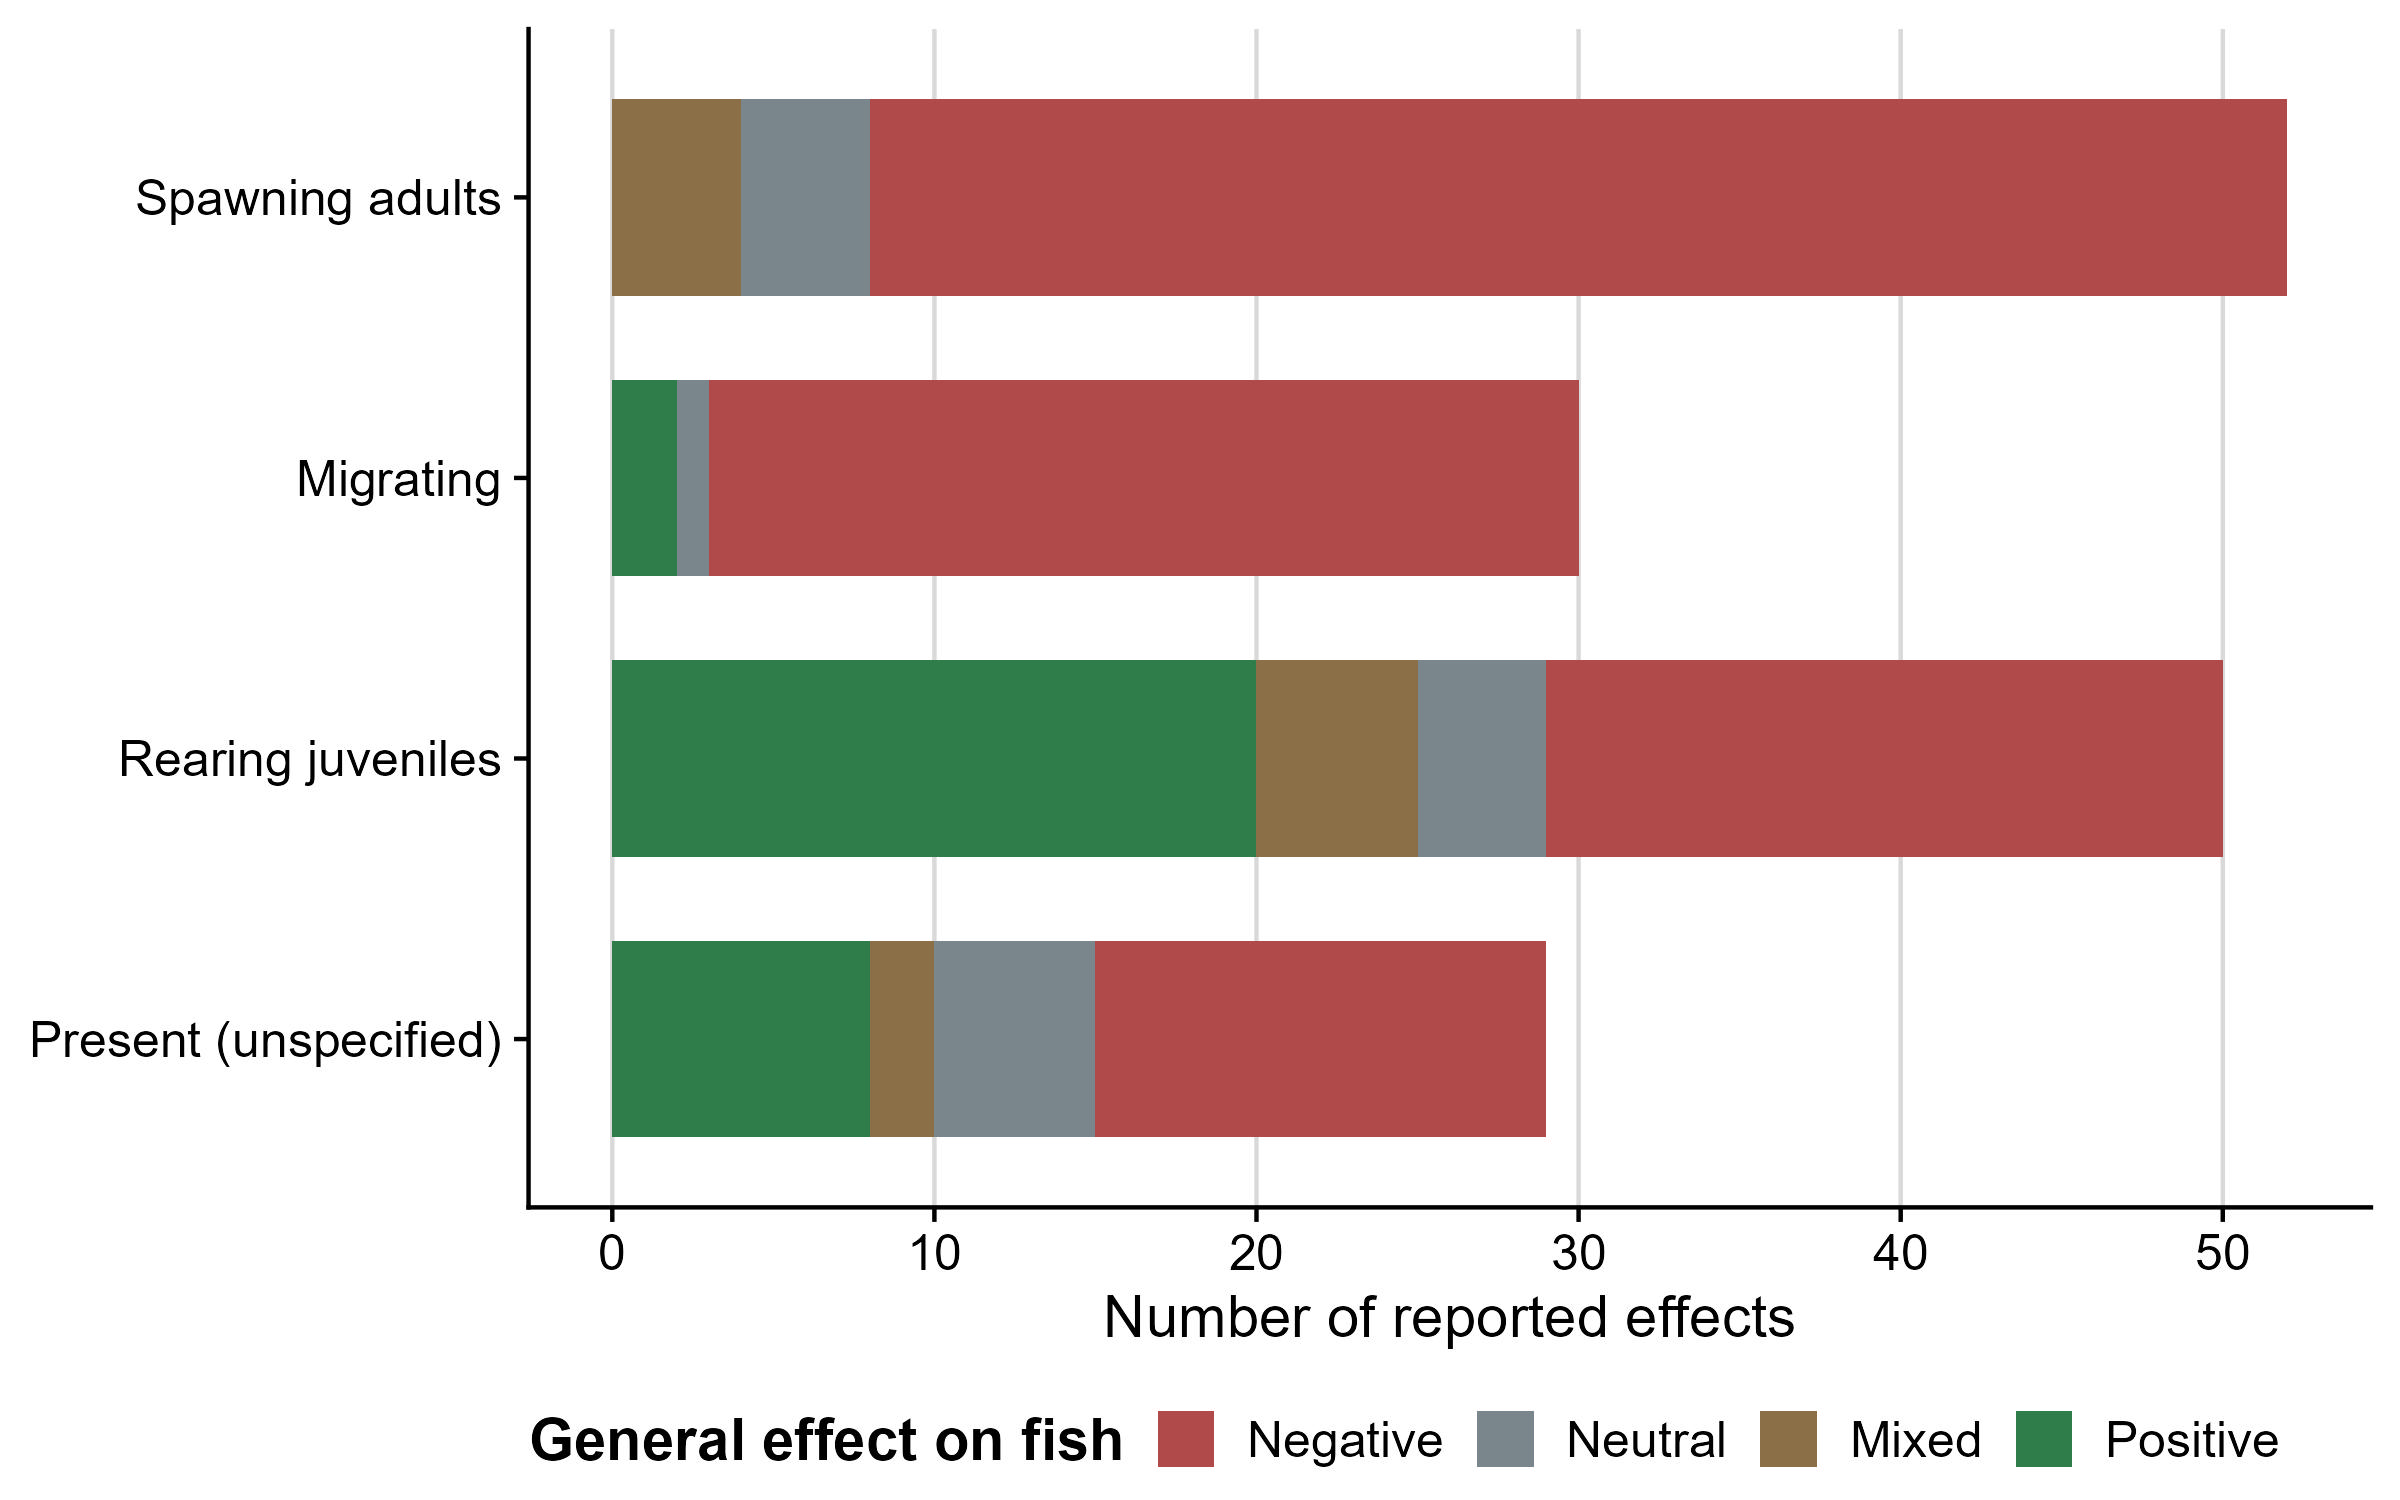 Spawning adults
Migrating
Rearing juveniles
Present (unspecified)
0 10 20 30 40 50
Number of reported effects
General effect on fish Negative Neutral Mixed Positive